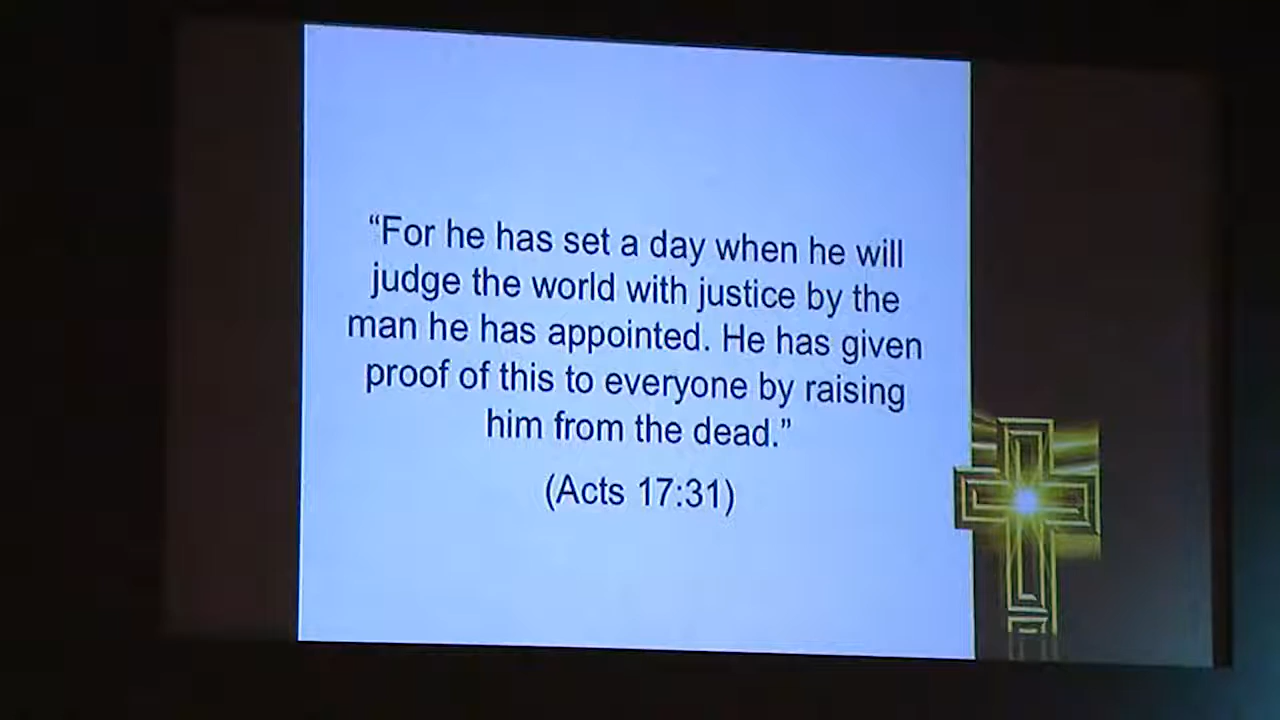 “For he has set a day when he will
judge the world with justice by the
man he has appointed. He has given
proof of this to everyone by raising
him from the dead.”
(Acts 17:31)